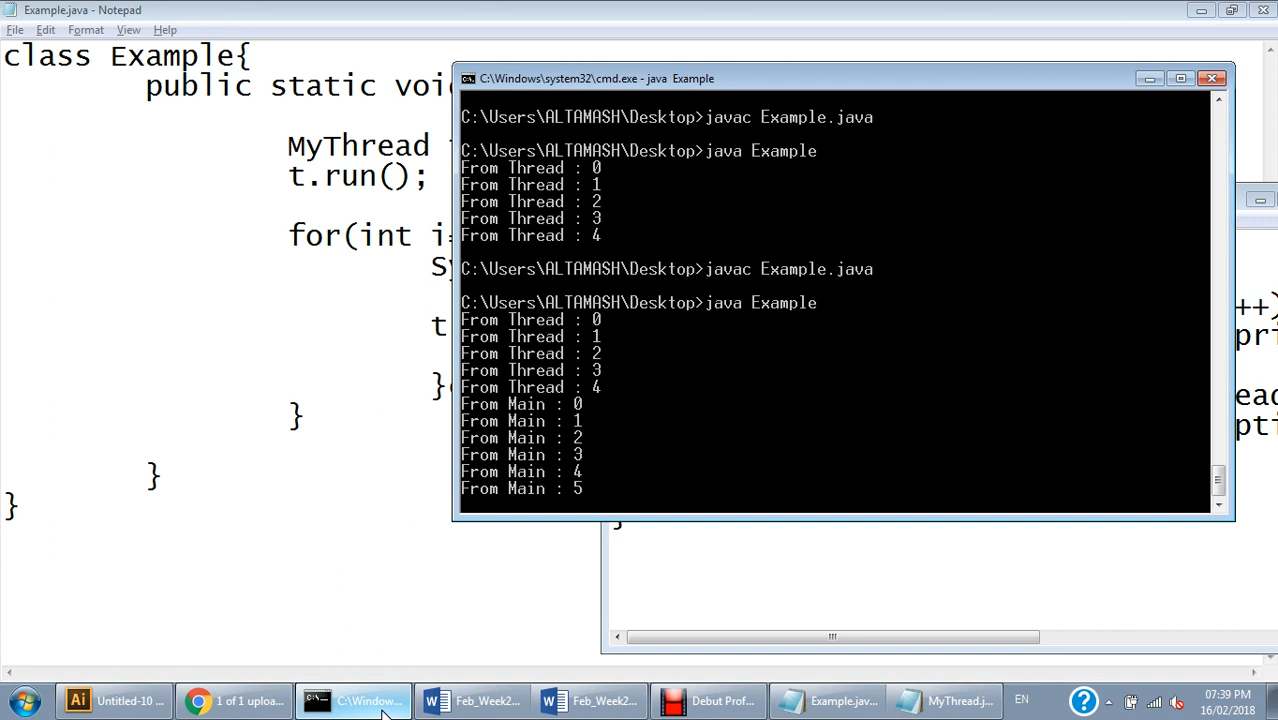 Example.java - Notepad
File Edit Format View Help
class Example{
public static voi
MyThread
t.run();
for(int i=
Sy
t
}
}
}
}
C:\Windows\system32\cmd.exe - java Example
C:\Users\ALTAMASH\Desktop>javac Example.java
C:\Users\ALTAMASH\Desktop>java Example
From Thread : 0
From Thread : 1
From Thread : 2
From Thread : 3
From Thread : 4
C:\Users\ALTAMASH\Desktop>javac Example.java
C:\Users\ALTAMASH\Desktop>java Example
From Thread : 0
From Thread : 1
From Thread : 2
From Thread : 3
From Thread : 4
From Main : 0
From Main : 1
From Main : 2
From Main : 3
From Main : 4
From Main : 5
++)
pri
ead
pti
}
Ai Untitled-10 ...
1 of 1 uploa...
C:\Window...
Feb_Week2...
Feb_Week2...
Debut Prof...
Example.jav...
MyThread.j...
EN
07:39 PM
16/02/2018